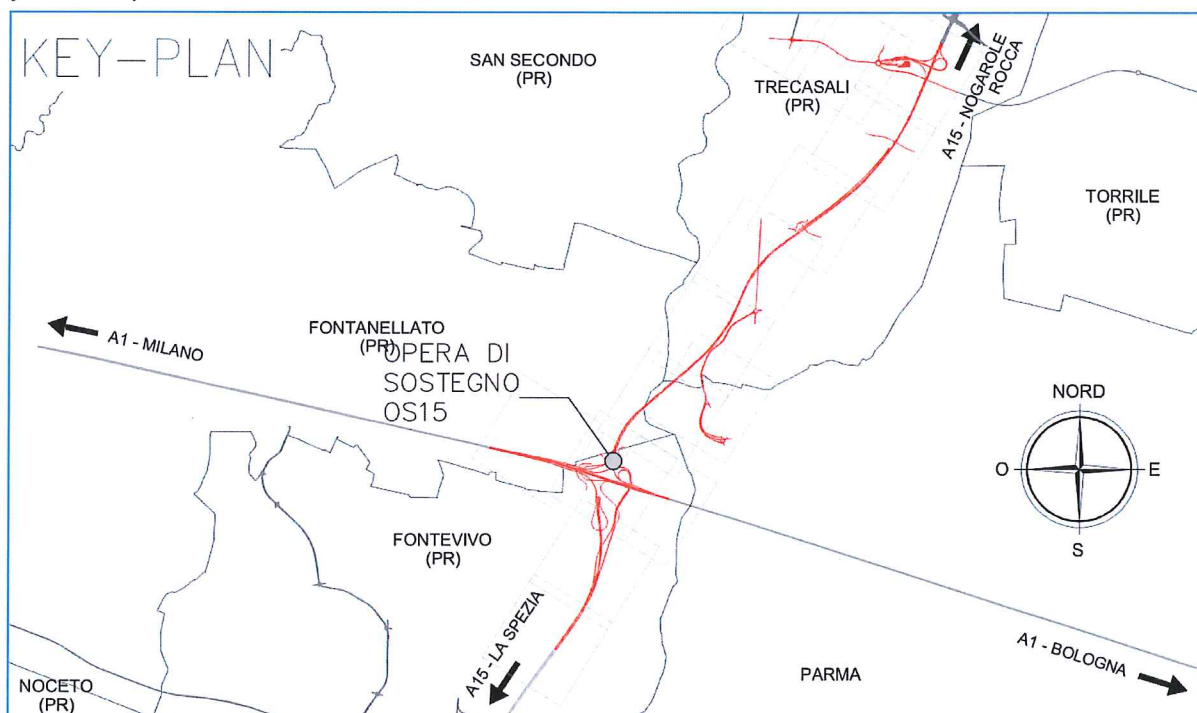 KEY-PLAN
SAN SECONDO
(PR)
TRECASALI
(PR)
A15 - NOGAROLE
ROCCA
TORRILE
(PR)
A1 - MILANO
FONTANELLATO
(PR)
OPERA DI
SOSTEGNO
OS15
NORD
O
E
S
FONTEVIVO
(PR)
A15 - LA SPEZIA
A1 - BOLOGNA
PARMA
NOCETO
(PR)